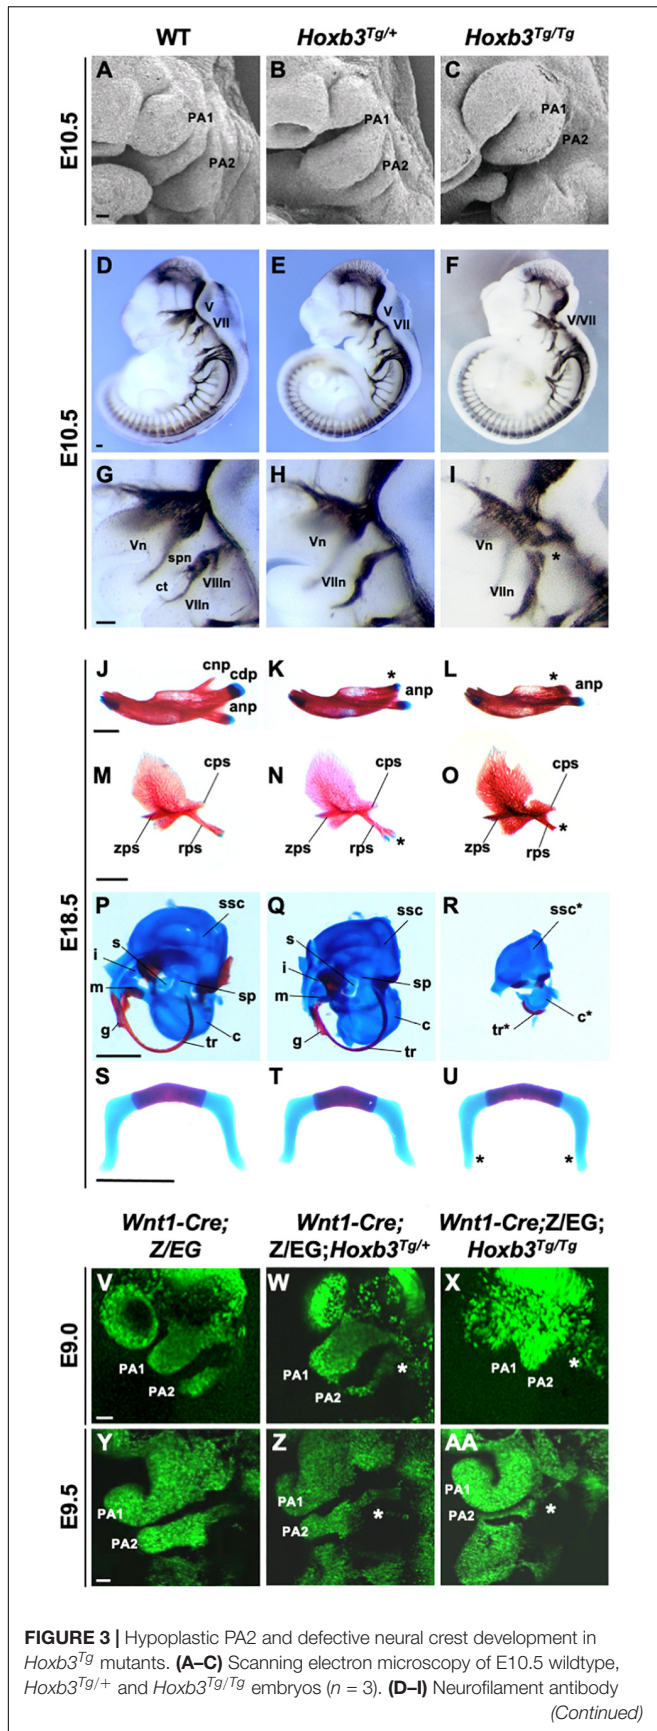 WT Hoxb3Tg/+ Hoxb3Tg/Tg
E10.5
A PA1 PA2
B PA1 PA2
C PA1 PA2
E10.5
D V VII
E V VII
F V/VII
G Vn spn ct VIIIn VIIn
H Vn VIIn
I Vn VIIn *
E18.5
J cnp cdp anp
K * anp
L * anp
M cps zps rps
N cps zps rps *
O cps zps rps *
P ssc s i m sp g tr c
Q ssc s i m sp g tr c
R ssc* c* tr*
S
T
U * *
Wnt1-Cre; Wnt1-Cre; Wnt1-Cre;Z/EG;
Z/EG Z/EG;Hoxb3Tg/+ Hoxb3Tg/Tg
E9.0
V PA1 PA2
W PA1 PA2 *
X PA1 PA2 *
E9.5
Y PA1 PA2
Z PA1 PA2 *
AA PA1 PA2 *
FIGURE 3 | Hypoplastic PA2 and defective neural crest development in
Hoxb3Tg mutants. (A–C) Scanning electron microscopy of E10.5 wildtype,
Hoxb3Tg/+ and Hoxb3Tg/Tg embryos (n = 3). (D–I) Neurofilament antibody
(Continued)